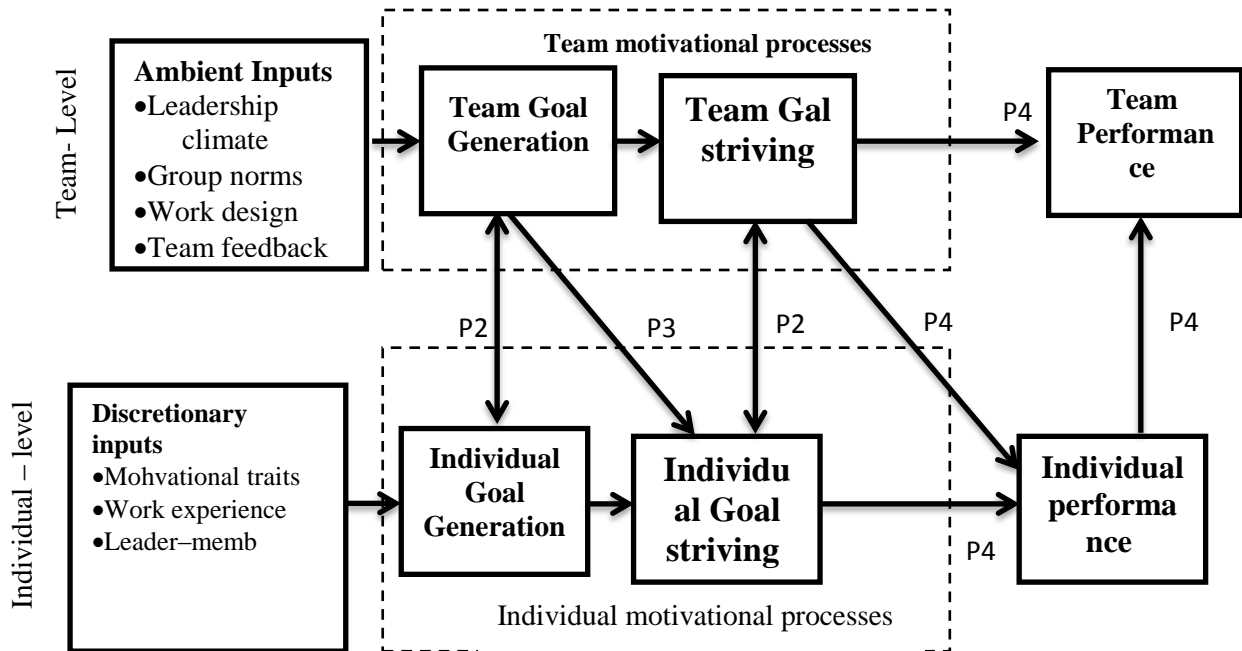 Team motivational processes
Team- Level
Ambient Inputs
•Leadership
climate
•Group norms
•Work design
•Team feedback
Team Goal
Generation
Team Gal
striving
P4
Team
Performan
ce
P2
P3
P2
P4
P4
Individual – level
Discretionary
inputs
•Mohvational traits
•Work experience
•Leader–memb
Individual
Goal
Generation
Individu
al Goal
striving
P4
Individual
performa
nce
Individual motivational processes